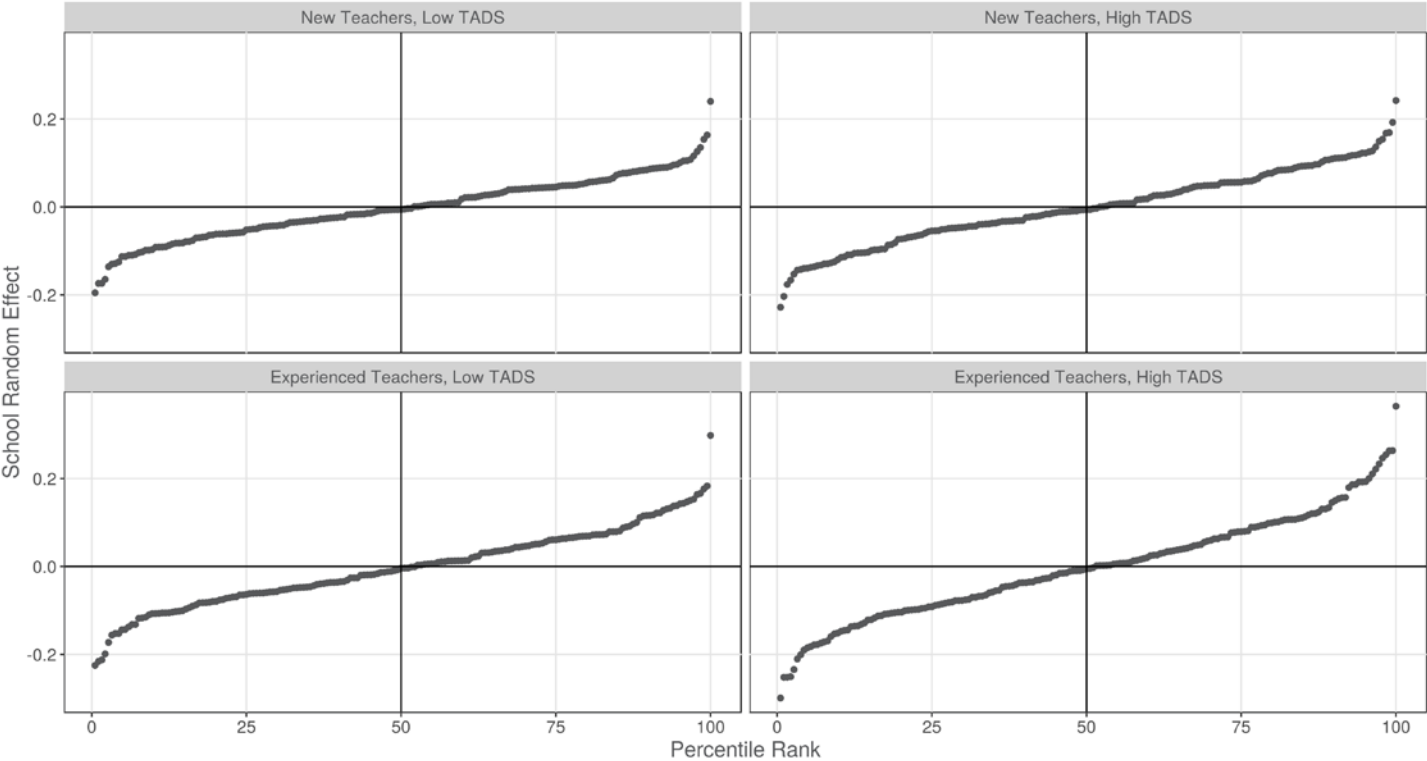 New Teachers, Low TADS
New Teachers, High TADS
0.2
0.0
-0.2
School Random Effect
Experienced Teachers, Low TADS
Experienced Teachers, High TADS
0.2
0.0
-0.2
0 25 50 75 100
0 25 50 75 100
Percentile Rank